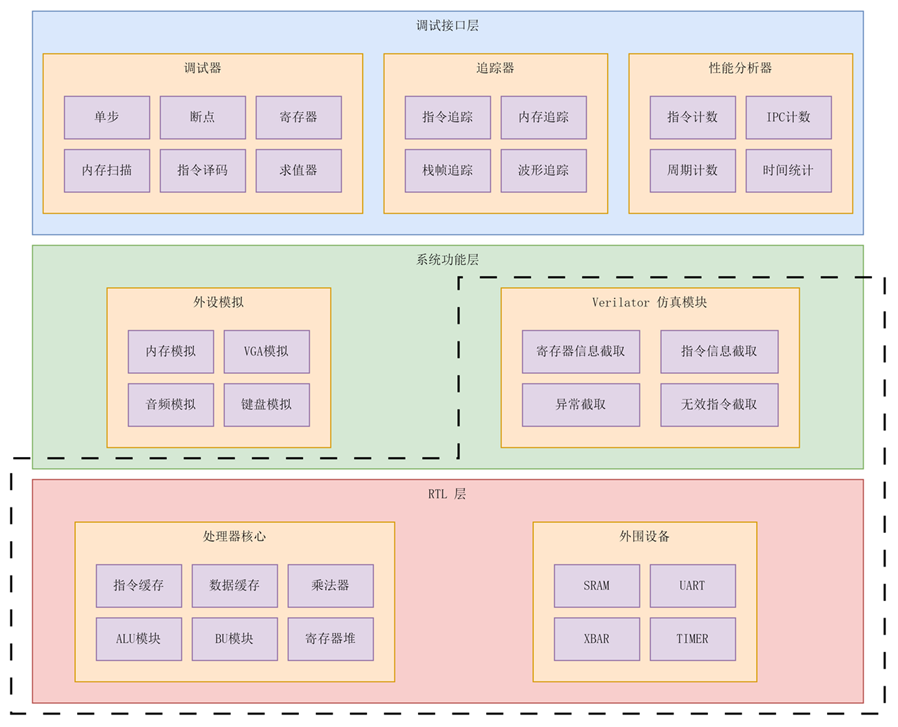 调试接口层
调试器
追踪器
性能分析器
单步
断点
寄存器
指令追踪
内存追踪
指令计数
IPC计数
内存扫描
指令译码
求值器
栈帧追踪
波形追踪
周期计数
时间统计
系统功能层
外设模拟
Verilator 仿真模块
内存模拟
VGA模拟
寄存器信息截取
指令信息截取
音频模拟
键盘模拟
异常截取
无效指令截取
RTL 层
处理器核心
外围设备
指令缓存
数据缓存
乘法器
SRAM
UART
ALU模块
BU模块
寄存器堆
XBAR
TIMER